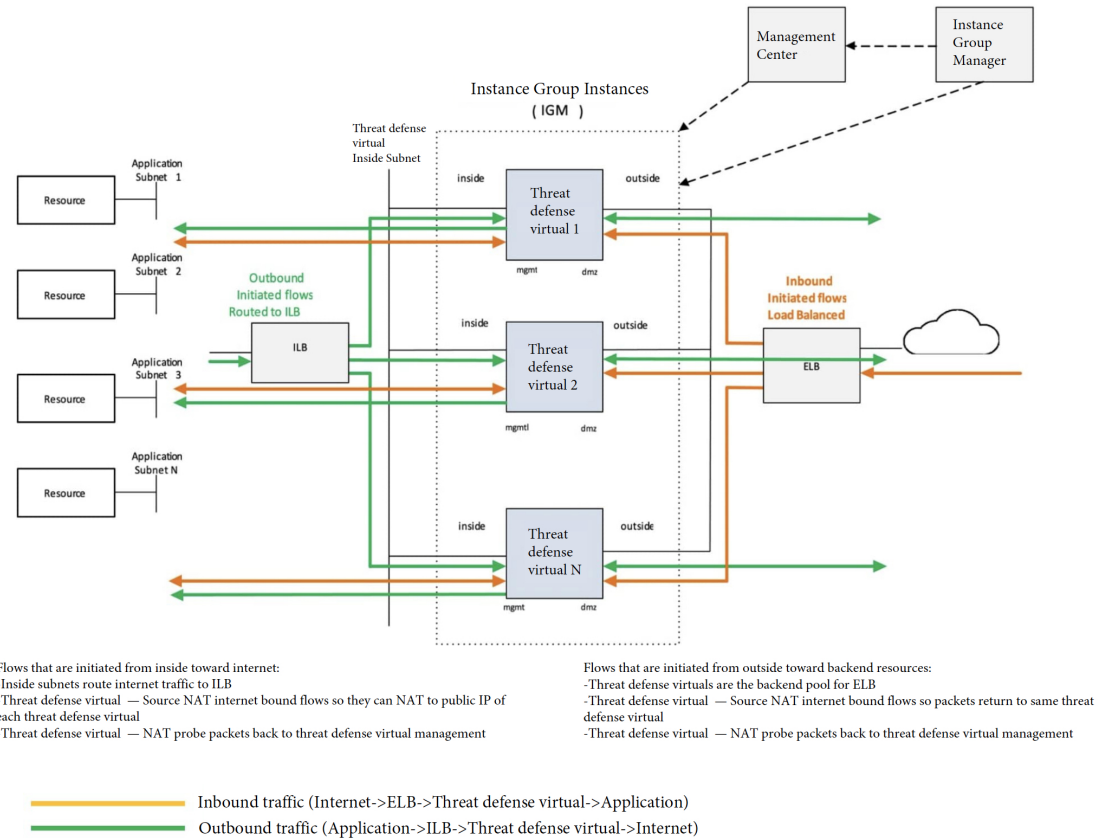 Management
Center
Instance
Group
Manager
Instance Group Instances
( IGM )
Threat defense
virtual
Inside Subnet
Application
Subnet 1
Resource
inside
Threat
defense
virtual 1
outside
mgmt
dmz
Application
Subnet 2
Resource
Outbound
Initiated flows
Routed to ILB
ILB
Inbound
Initiated flows
Load Balanced
ELB
inside
Threat
defense
virtual 2
outside
mgmtl
dmz
Application
Subnet 3
Resource
Application
Subnet N
Resource
inside
Threat
defense
virtual N
outside
mgmt
dmz
Flows that are initiated from inside toward internet:
Inside subnets route internet traffic to ILB
Threat defense virtual — Source NAT internet bound flows so they can NAT to public IP of
each threat defense virtual
Threat defense virtual — NAT probe packets back to threat defense virtual management
Flows that are initiated from outside toward backend resources:
-Threat defense virtuals are the backend pool for ELB
-Threat defense virtual — Source NAT internet bound flows so packets return to same threat
defense virtual
-Threat defense virtual — NAT probe packets back to threat defense virtual management
Inbound traffic (Internet->ELB->Threat defense virtual->Application)
Outbound traffic (Application->ILB->Threat defense virtual->Internet)